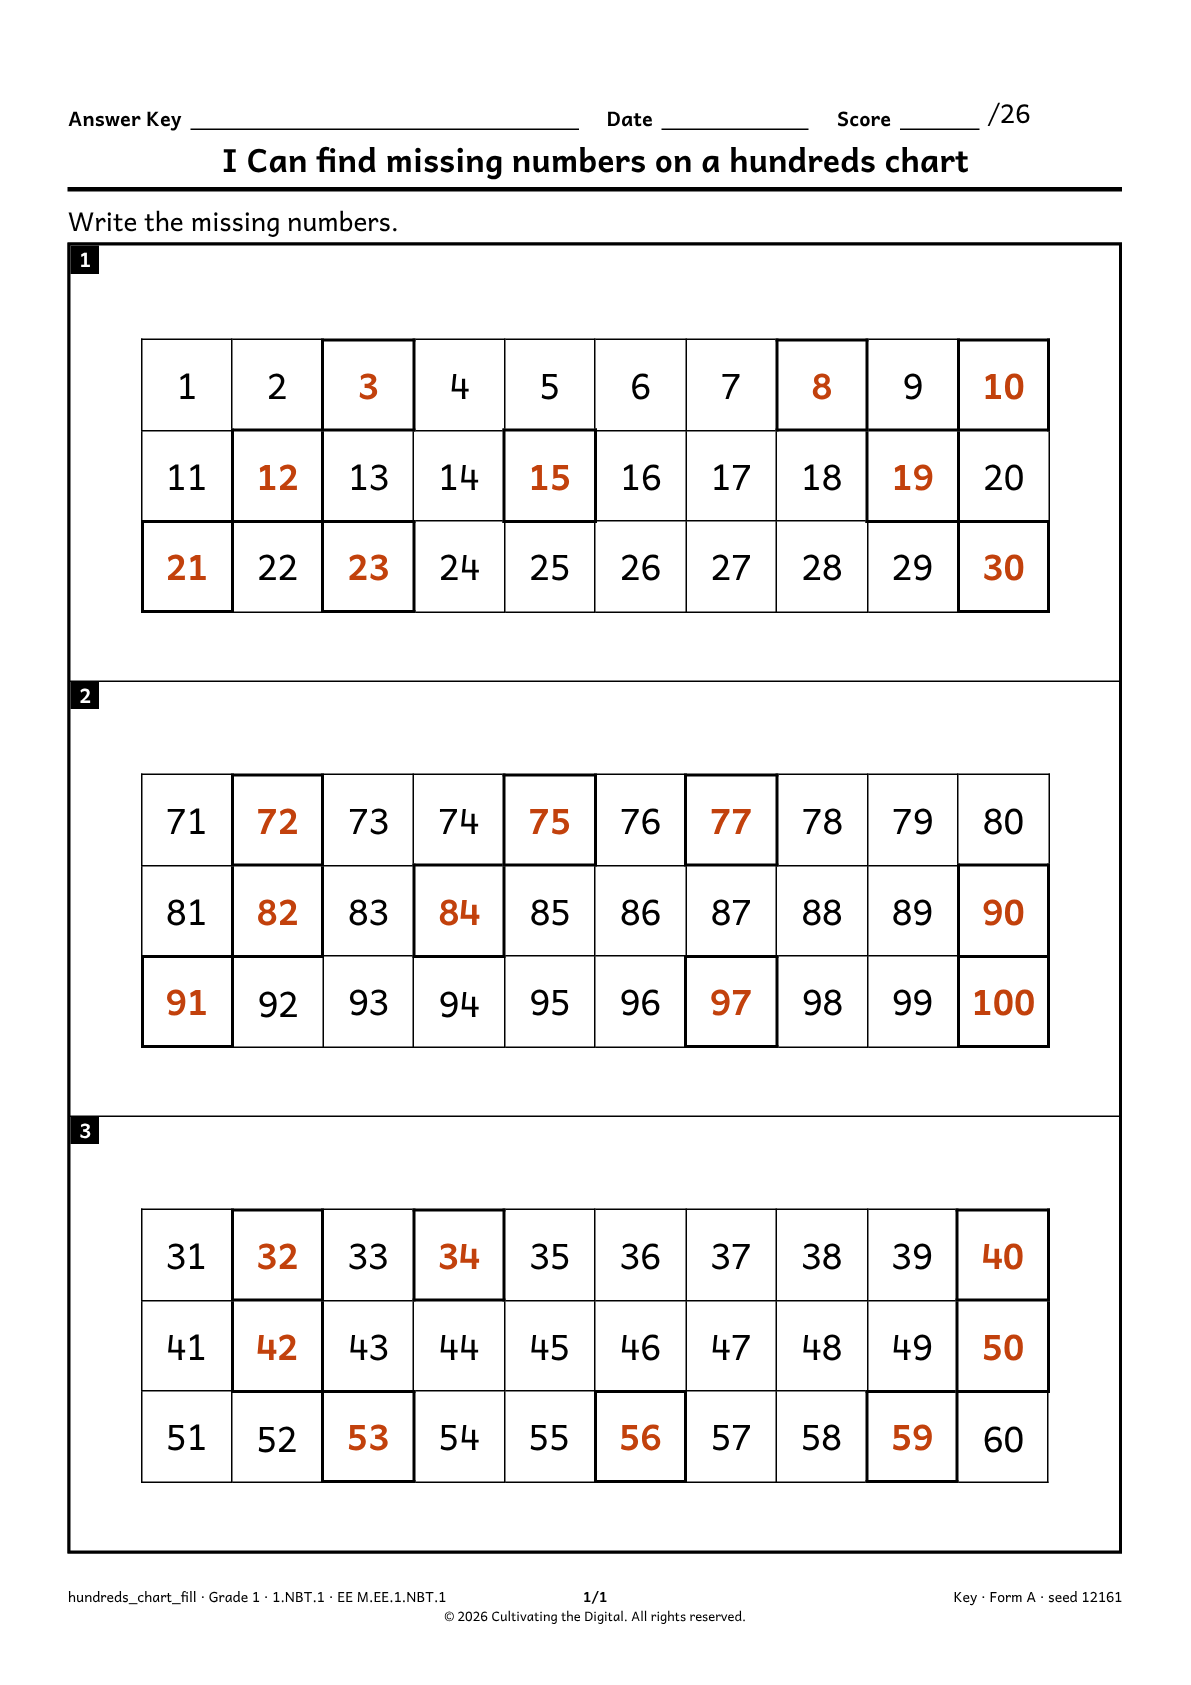 Answer Key Date Score /26
I Can find missing numbers on a hundreds chart
Write the missing numbers.
1
1 2 3 4 5 6 7 8 9 10
11 12 13 14 15 16 17 18 19 20
21 22 23 24 25 26 27 28 29 30
2
71 72 73 74 75 76 77 78 79 80
81 82 83 84 85 86 87 88 89 90
91 92 93 94 95 96 97 98 99 100
3
31 32 33 34 35 36 37 38 39 40
41 42 43 44 45 46 47 48 49 50
51 52 53 54 55 56 57 58 59 60
hundreds_chart_fill · Grade 1 · 1.NBT.1 · EE M.EE.1.NBT.1 1/1 Key · Form A · seed 12161
© 2026 Cultivating the Digital. All rights reserved.